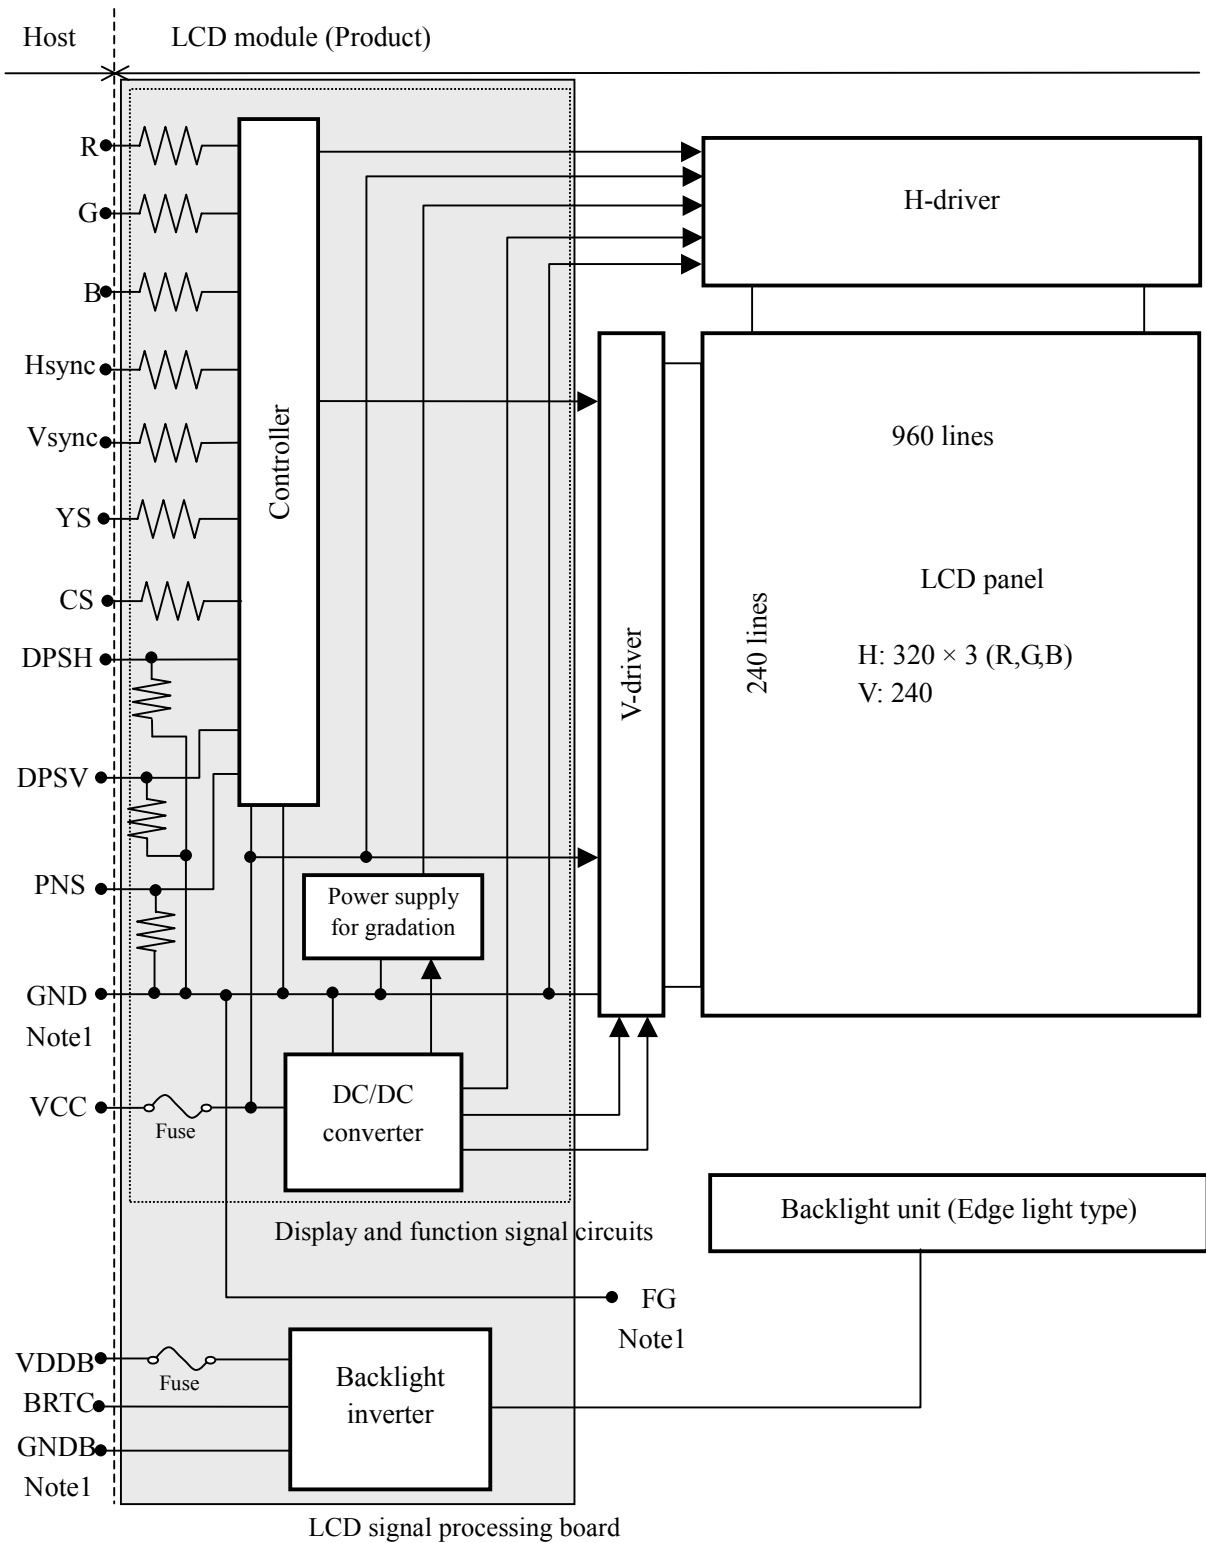 Host
LCD module (Product)
R
G
B
Hsync
Vsync
YS
CS
DPSH
DPSV
PNS
GND
Note1
VCC
Fuse
Controller
Power supply
for gradation
DC/DC
converter
Display and function signal circuits
H-driver
V-driver
960 lines
240 lines
LCD panel
H: 320 × 3 (R,G,B)
V: 240
Backlight unit (Edge light type)
FG
Note1
VDDB
Fuse
BRTC
GNDB
Note1
Backlight
inverter
LCD signal processing board